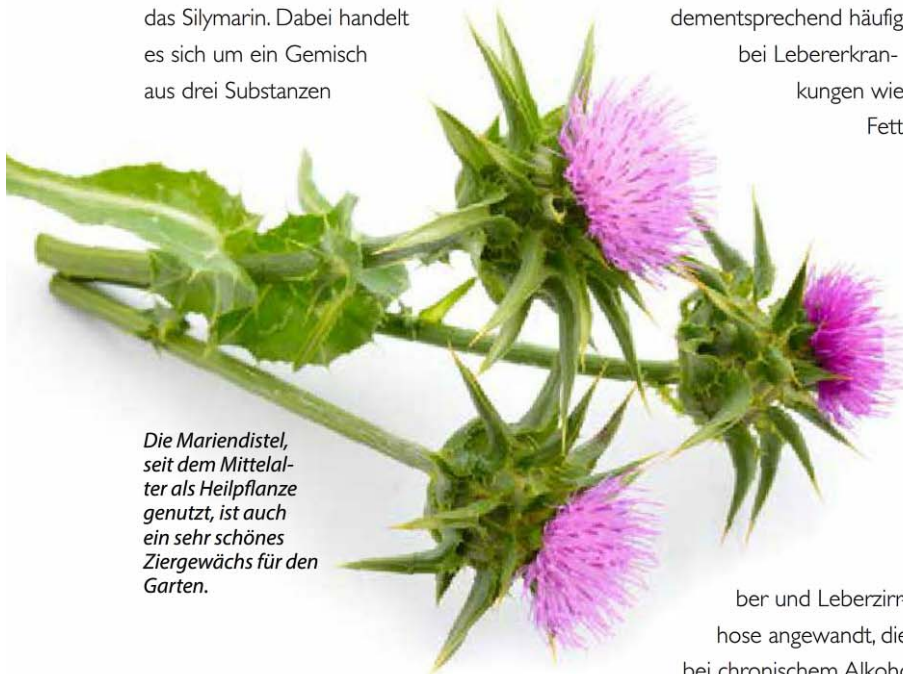 das Silymarin. Dabei handelt
es sich um ein Gemisch
aus drei Substanzen
Die Mariendistel,
seit dem Mittelal-
ter als Heilpflanze
genutzt, ist auch
ein sehr schönes
Ziergewächs für den
Garten.
dementsprechend häufig
bei Lebererkran-
kungen wie
Fett
ber und Leberzirr-
hose angewandt, die
bei chronischem Alkoho